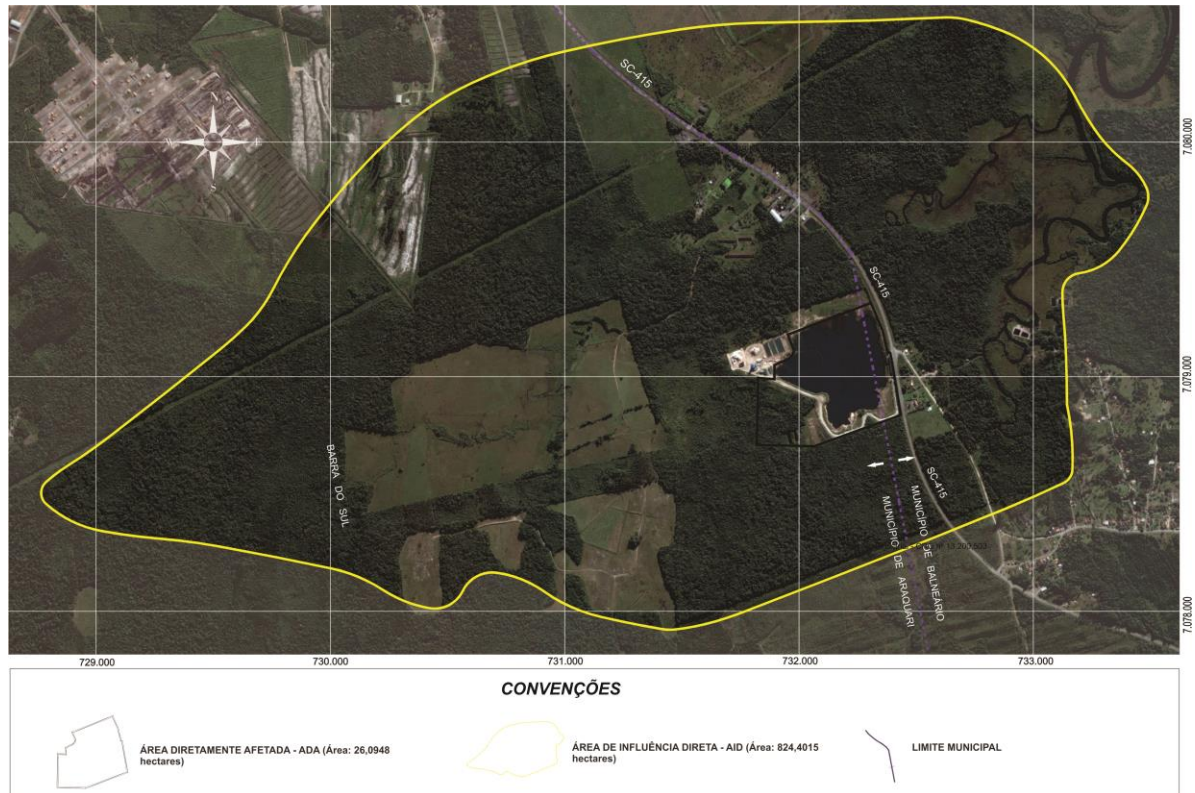 SC-415
7.080.000
SC-415
7.079.000
BARRA DO SUL
SC-415
MUNICÍPIO DE BALNEÁRIO
MUNICÍPIO DE ARAQUARI
7.078.000
729.000
730.000
731.000
732.000
733.000
CONVENÇÕES
ÁREA DIRETAMENTE AFETADA - ADA (Área: 26,0948
hectares)
ÁREA DE INFLUÊNCIA DIRETA - AID (Área: 824,4015
hectares)
LIMITE MUNICIPAL